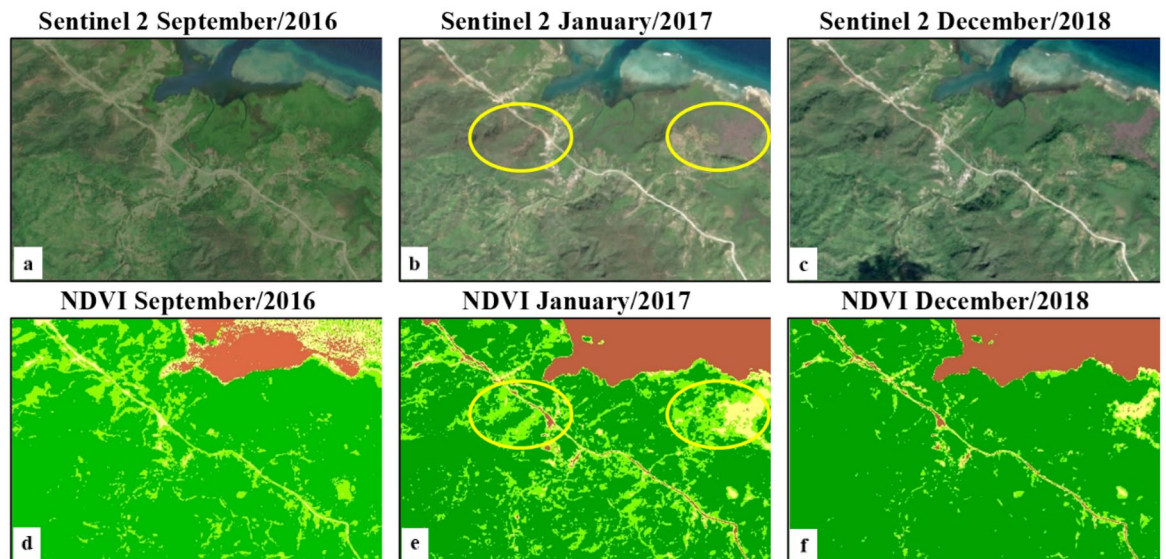 Sentinel 2 September/2016
Sentinel 2 January/2017
Sentinel 2 December/2018
a
b
c
NDVI September/2016
NDVI January/2017
NDVI December/2018
d
e
f